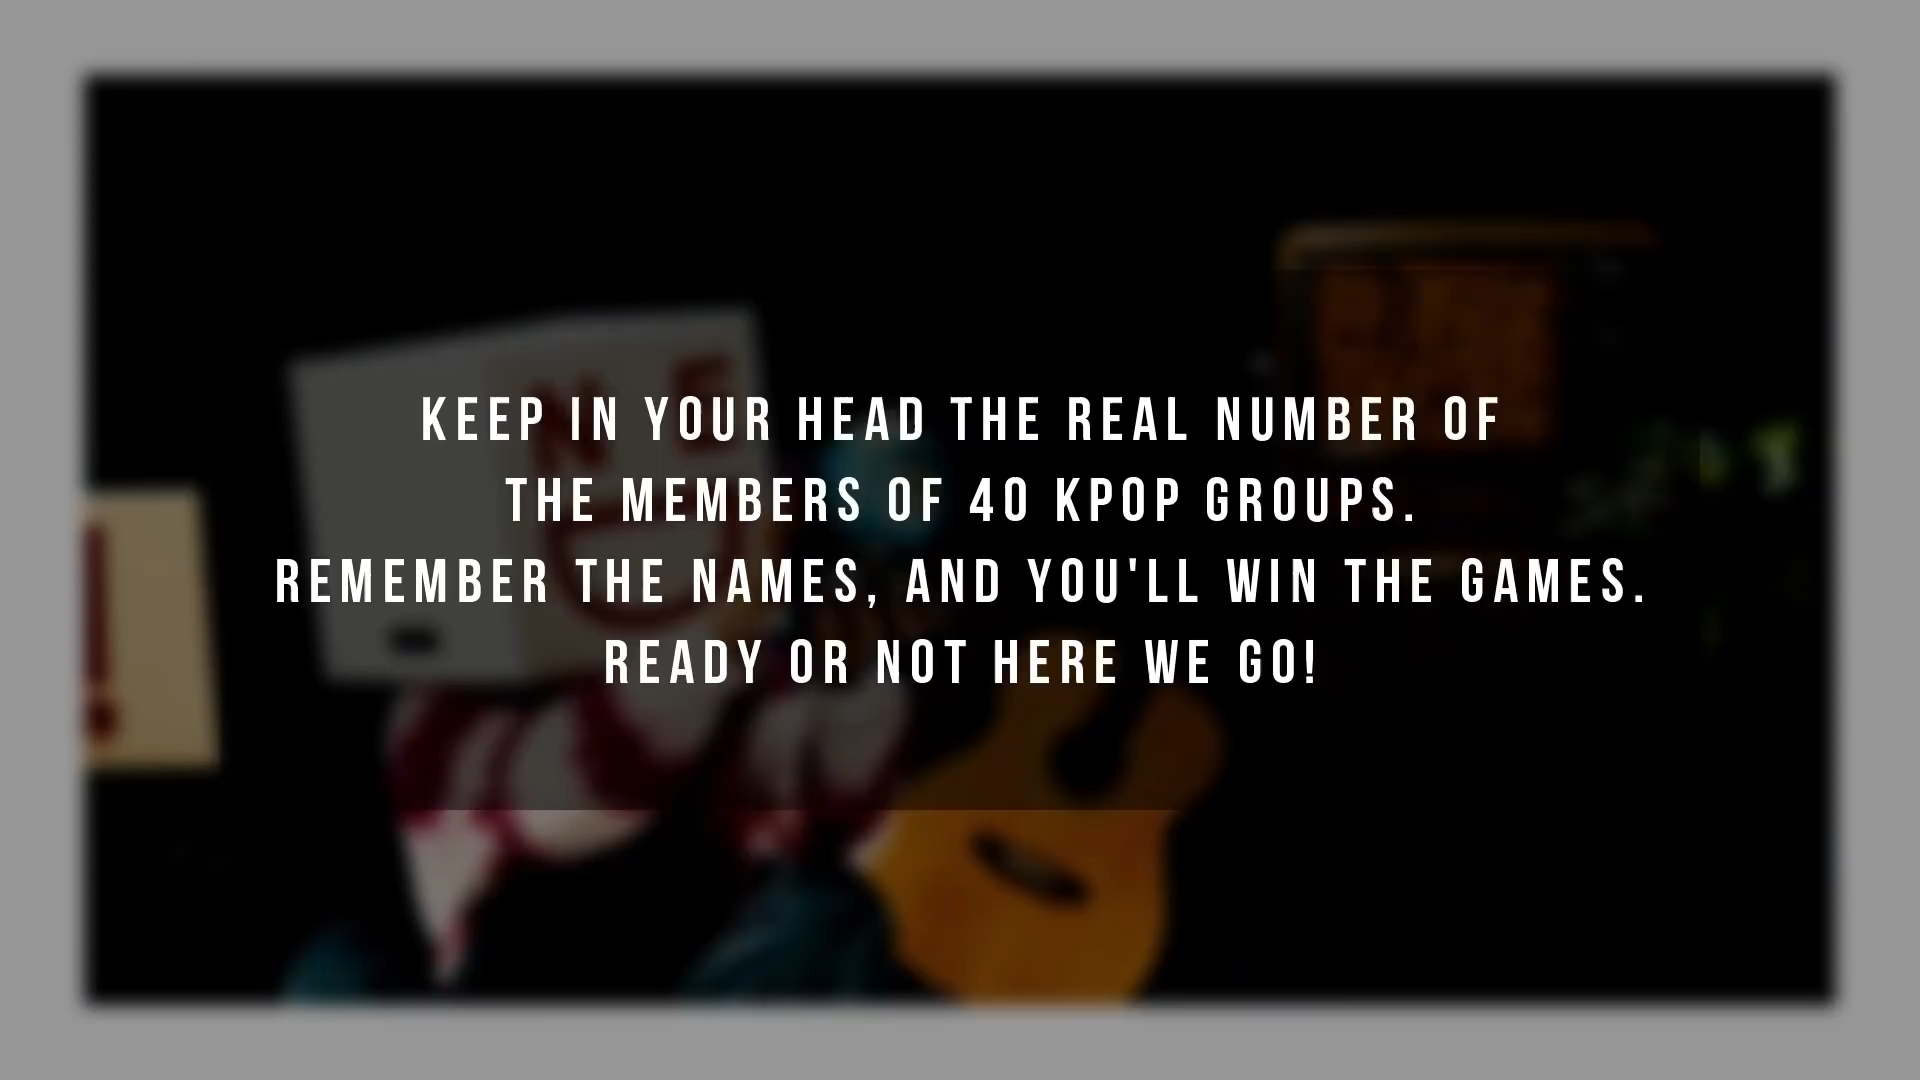 KEEP IN YOUR HEAD THE REAL NUMBER OF
THE MEMBERS OF 40 KPOP GROUPS.
REMEMBER THE NAMES, AND YOU'LL WIN THE GAMES.
READY OR NOT HERE WE GO!
N E
!